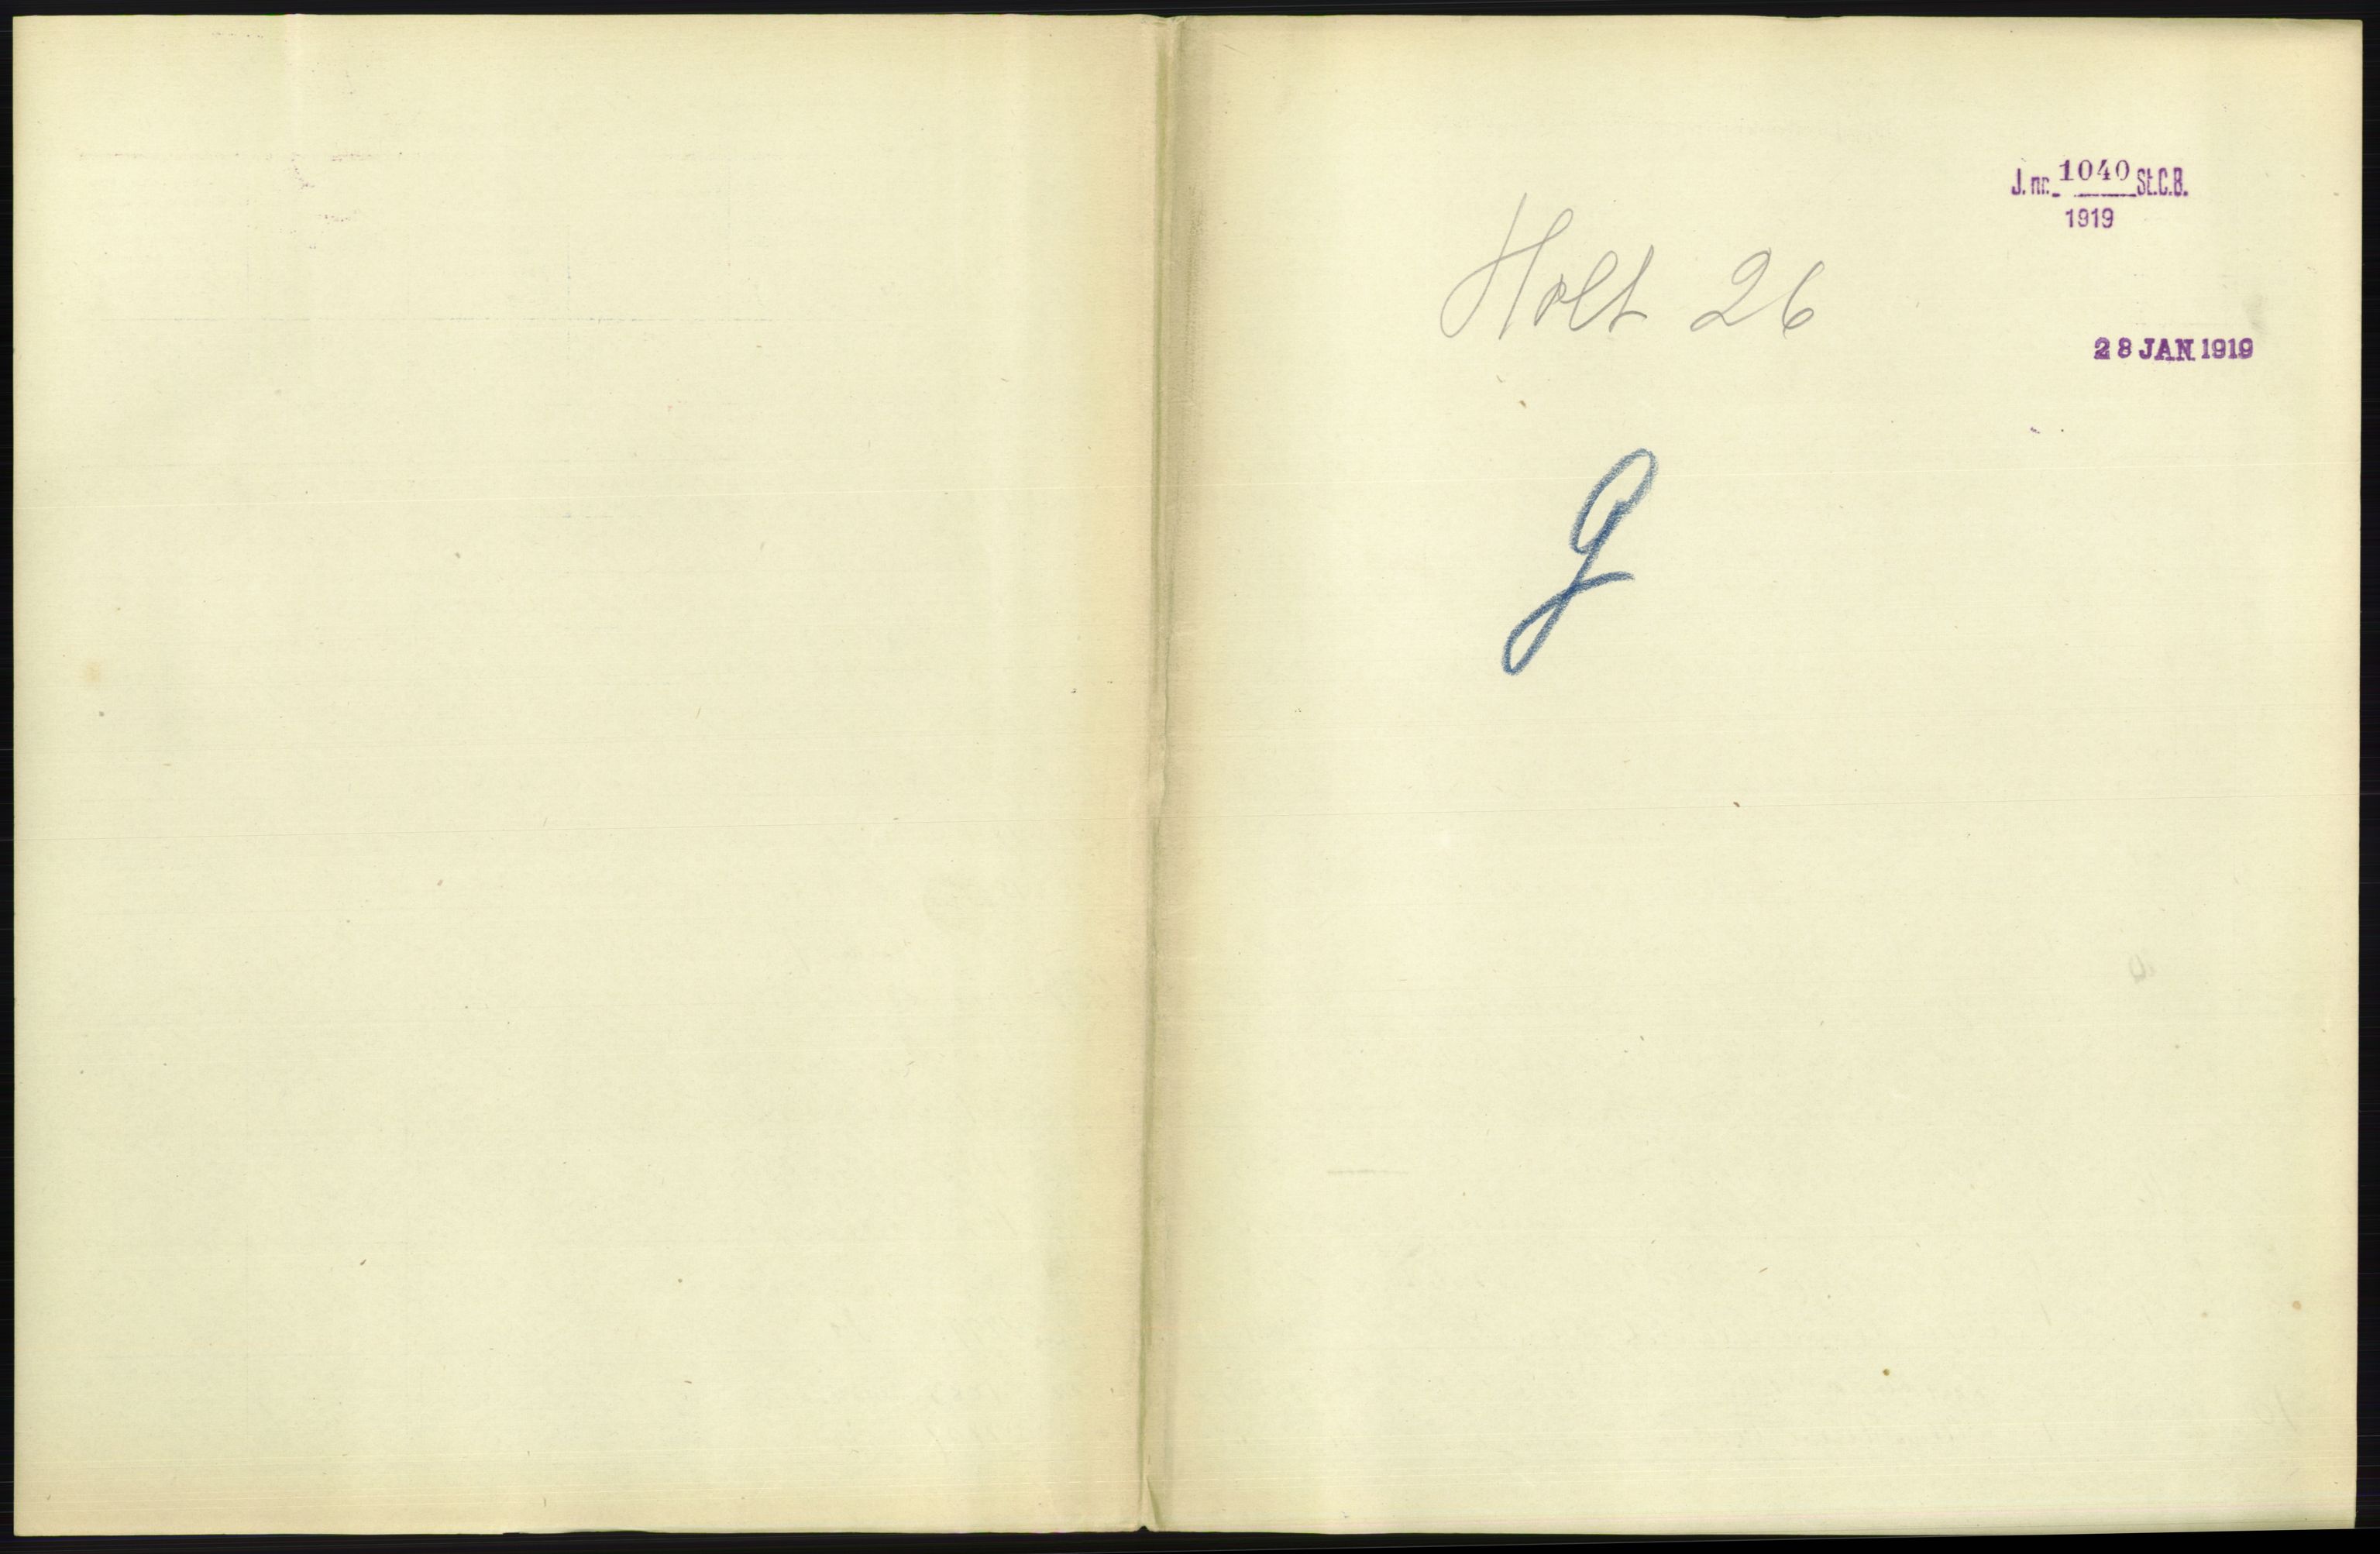 J. nr. 1040 St.C.B.
1919
Holt 26
28 JAN. 1919
G